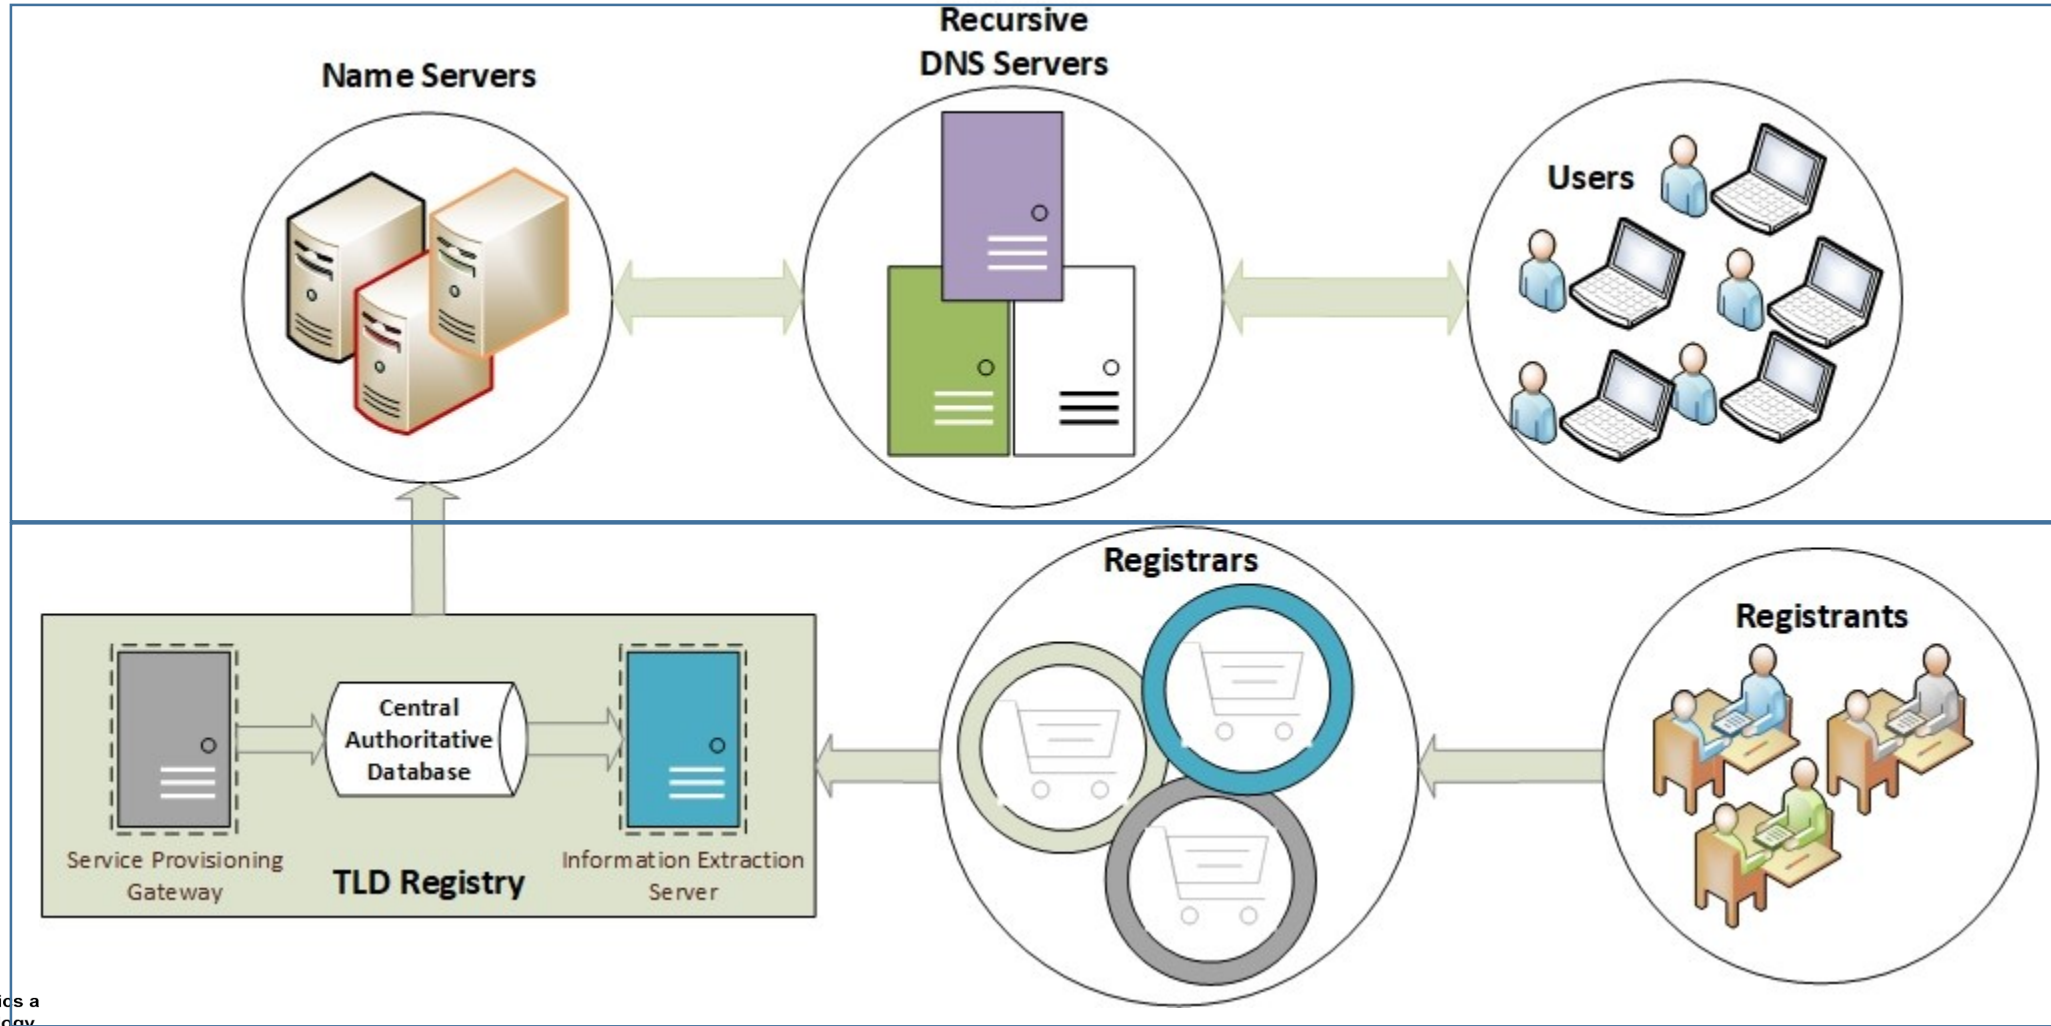 Recursive
DNS Servers
Name Servers
Users
Registrars
Registrants
Central
Authoritative
Database
Service Provisioning
Gateway
TLD Registry
Information Extraction
Server
a